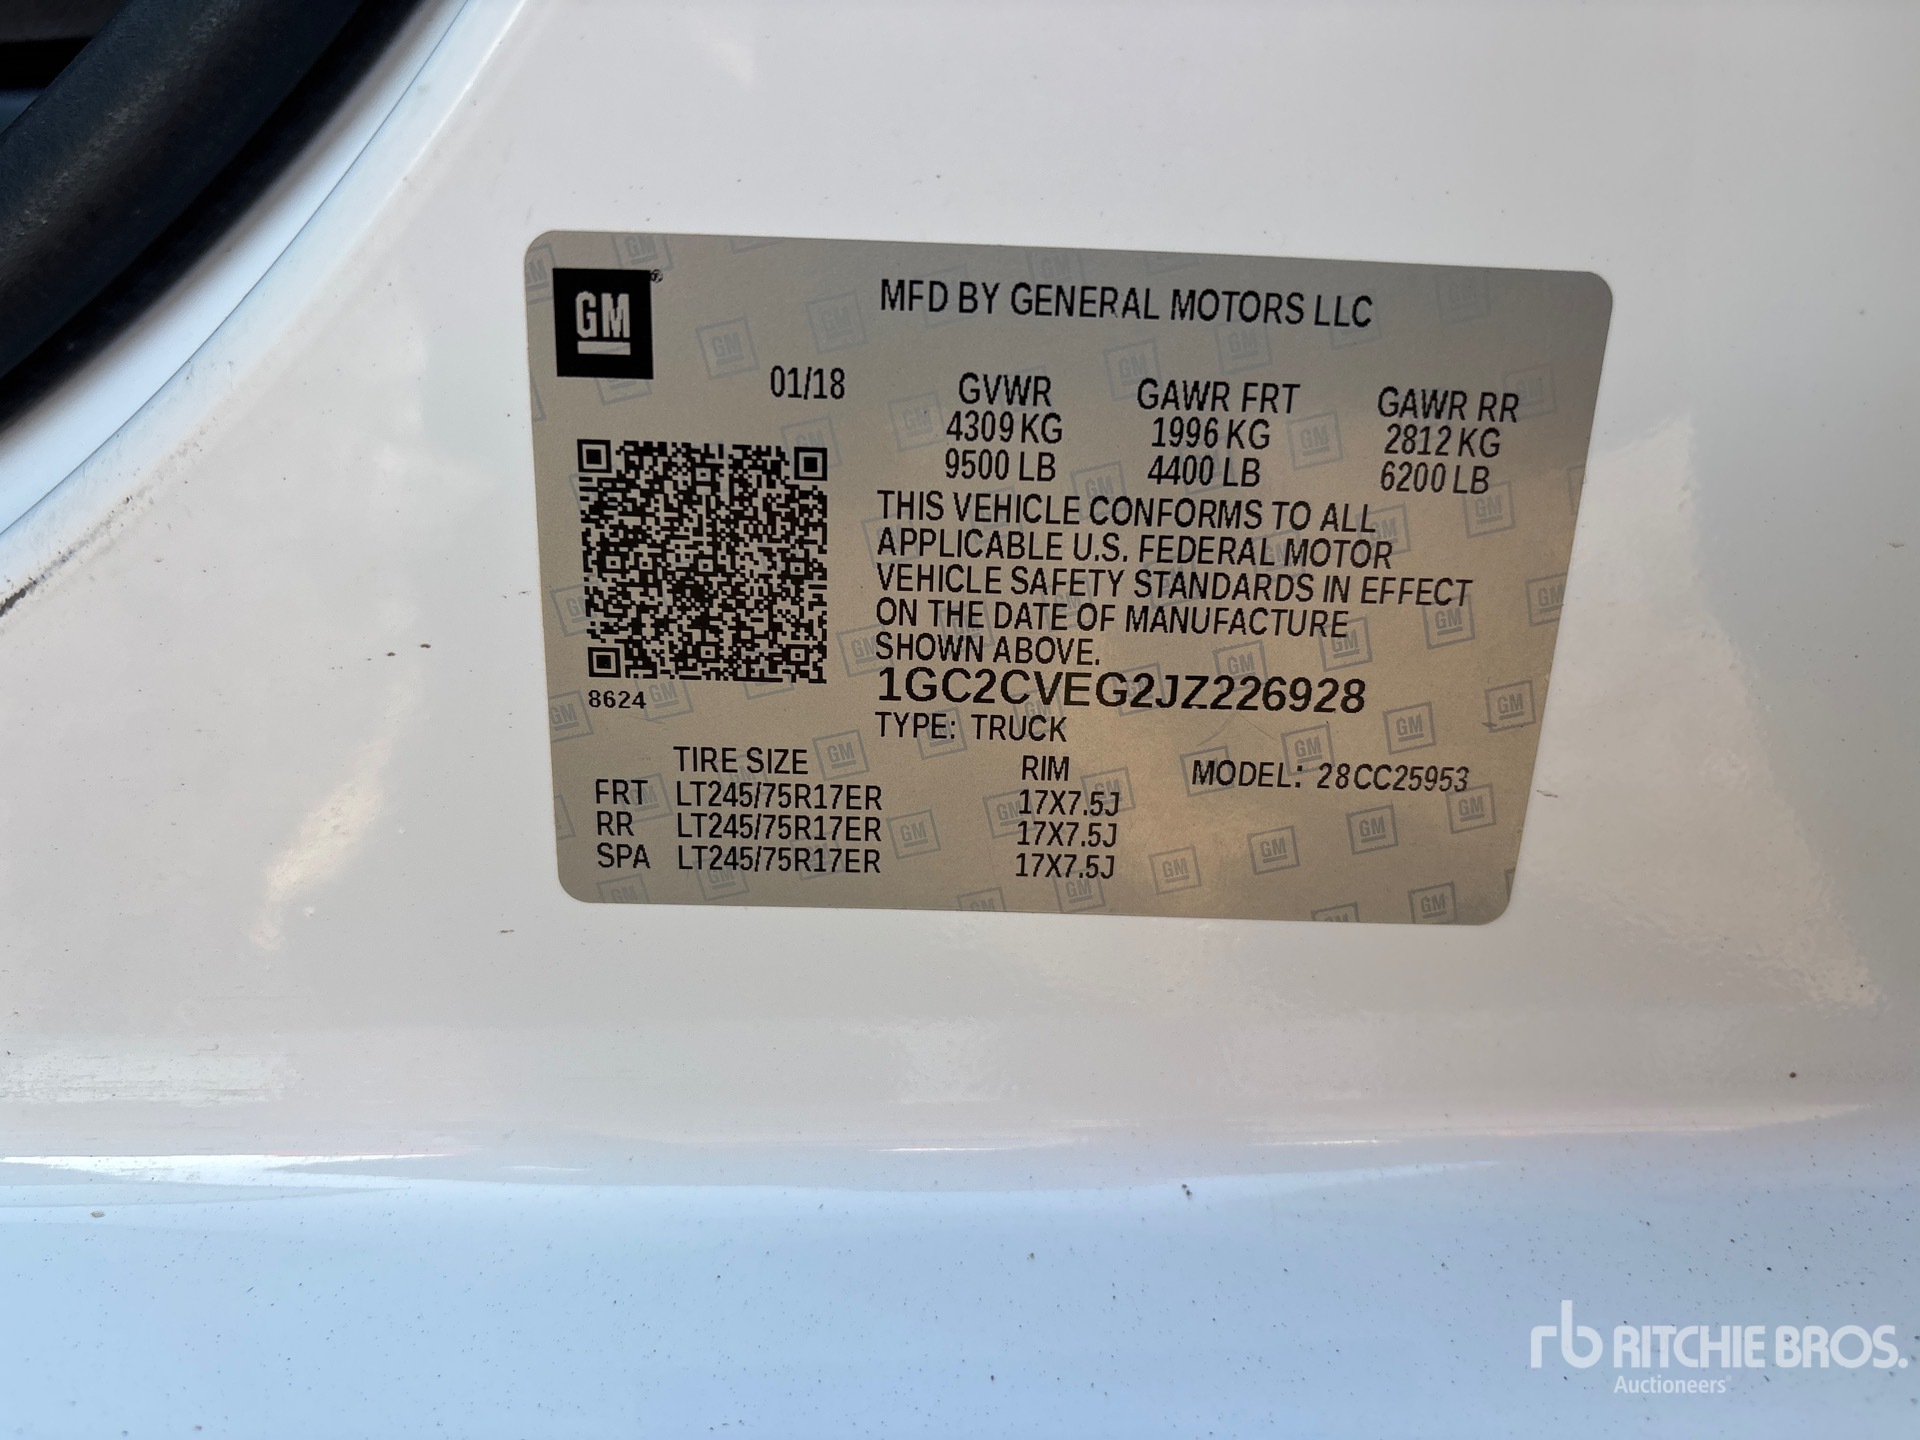 GM®
MFD BY GENERAL MOTORS LLC
01/18 GVWR GAWR FRT GAWR RR
4309 KG 1996 KG 2812 KG
9500 LB 4400 LB 6200 LB
THIS VEHICLE CONFORMS TO ALL
APPLICABLE U.S. FEDERAL MOTOR
VEHICLE SAFETY STANDARDS IN EFFECT
ON THE DATE OF MANUFACTURE
SHOWN ABOVE.
8624
1GC2CVEG2JZ226928
TYPE: TRUCK
TIRE SIZE RIM MODEL: 28CC25953
FRT LT245/75R17ER 17X7.5J
RR LT245/75R17ER 17X7.5J
SPA LT245/75R17ER 17X7.5J
rb RITCHIE BROS.
Auctioneers